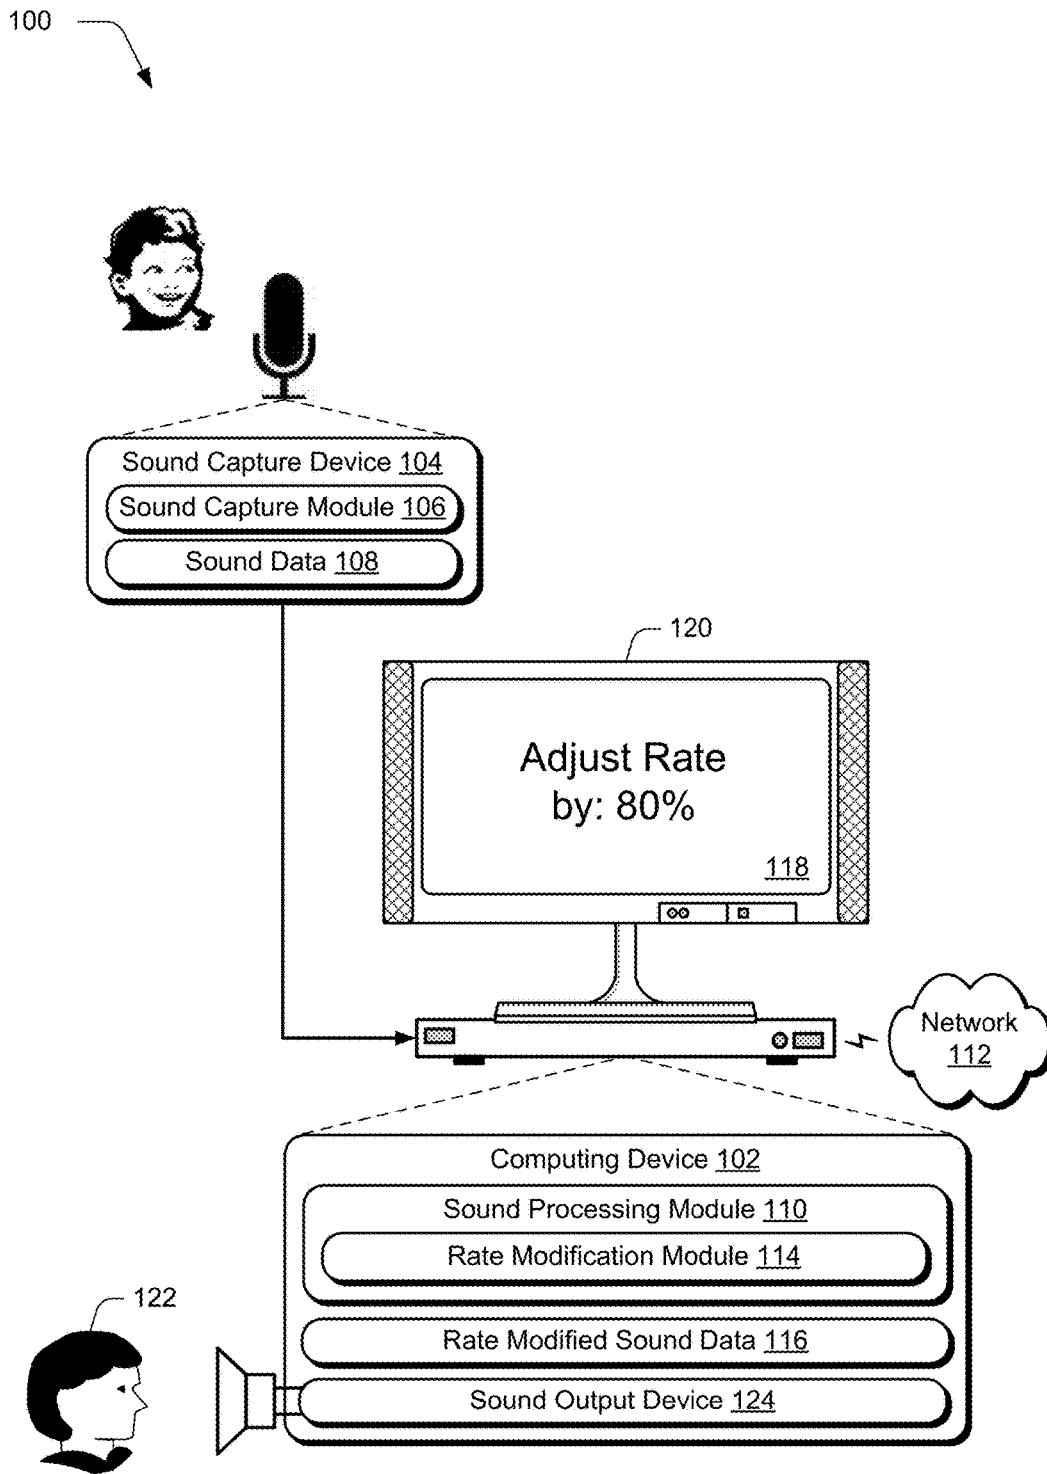 100
Sound Capture Device 104
Sound Capture Module 106
Sound Data 108
120
Adjust Rate
by: 80%
118
Network
112
Computing Device 102
Sound Processing Module 110
Rate Modification Module 114
122
Rate Modified Sound Data 116
Sound Output Device 124